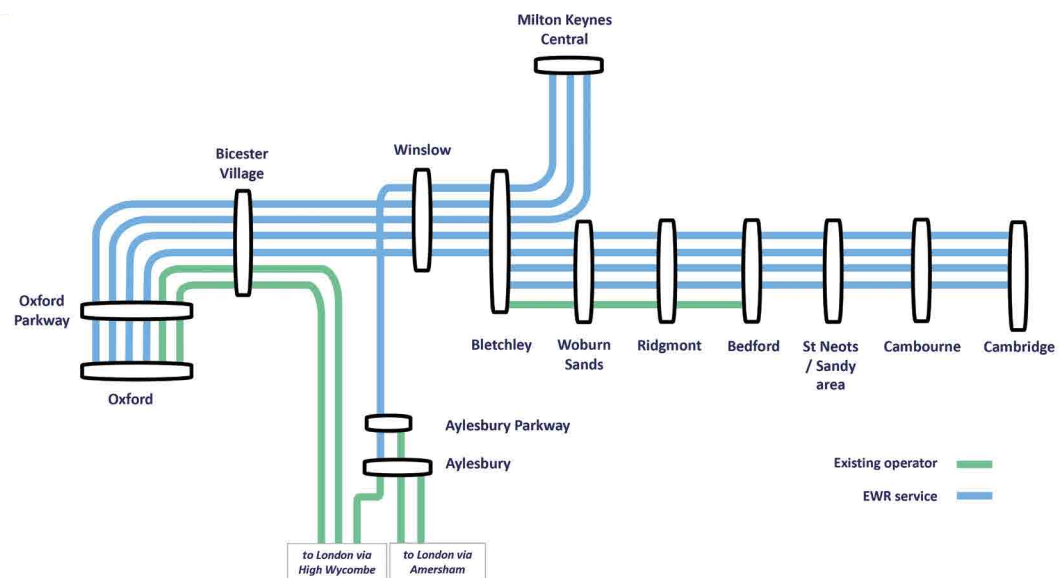 Milton Keynes
Central
Bicester
Village
Winslow
Oxford
Parkway
Oxford
Bletchley
Woburn
Sands
Ridgmont
Bedford
St Neots
/ Sandy
area
Cambourne
Cambridge
Aylesbury Parkway
Aylesbury
Existing operator
EWR service
to London via
High Wycombe
to London via
Amersham